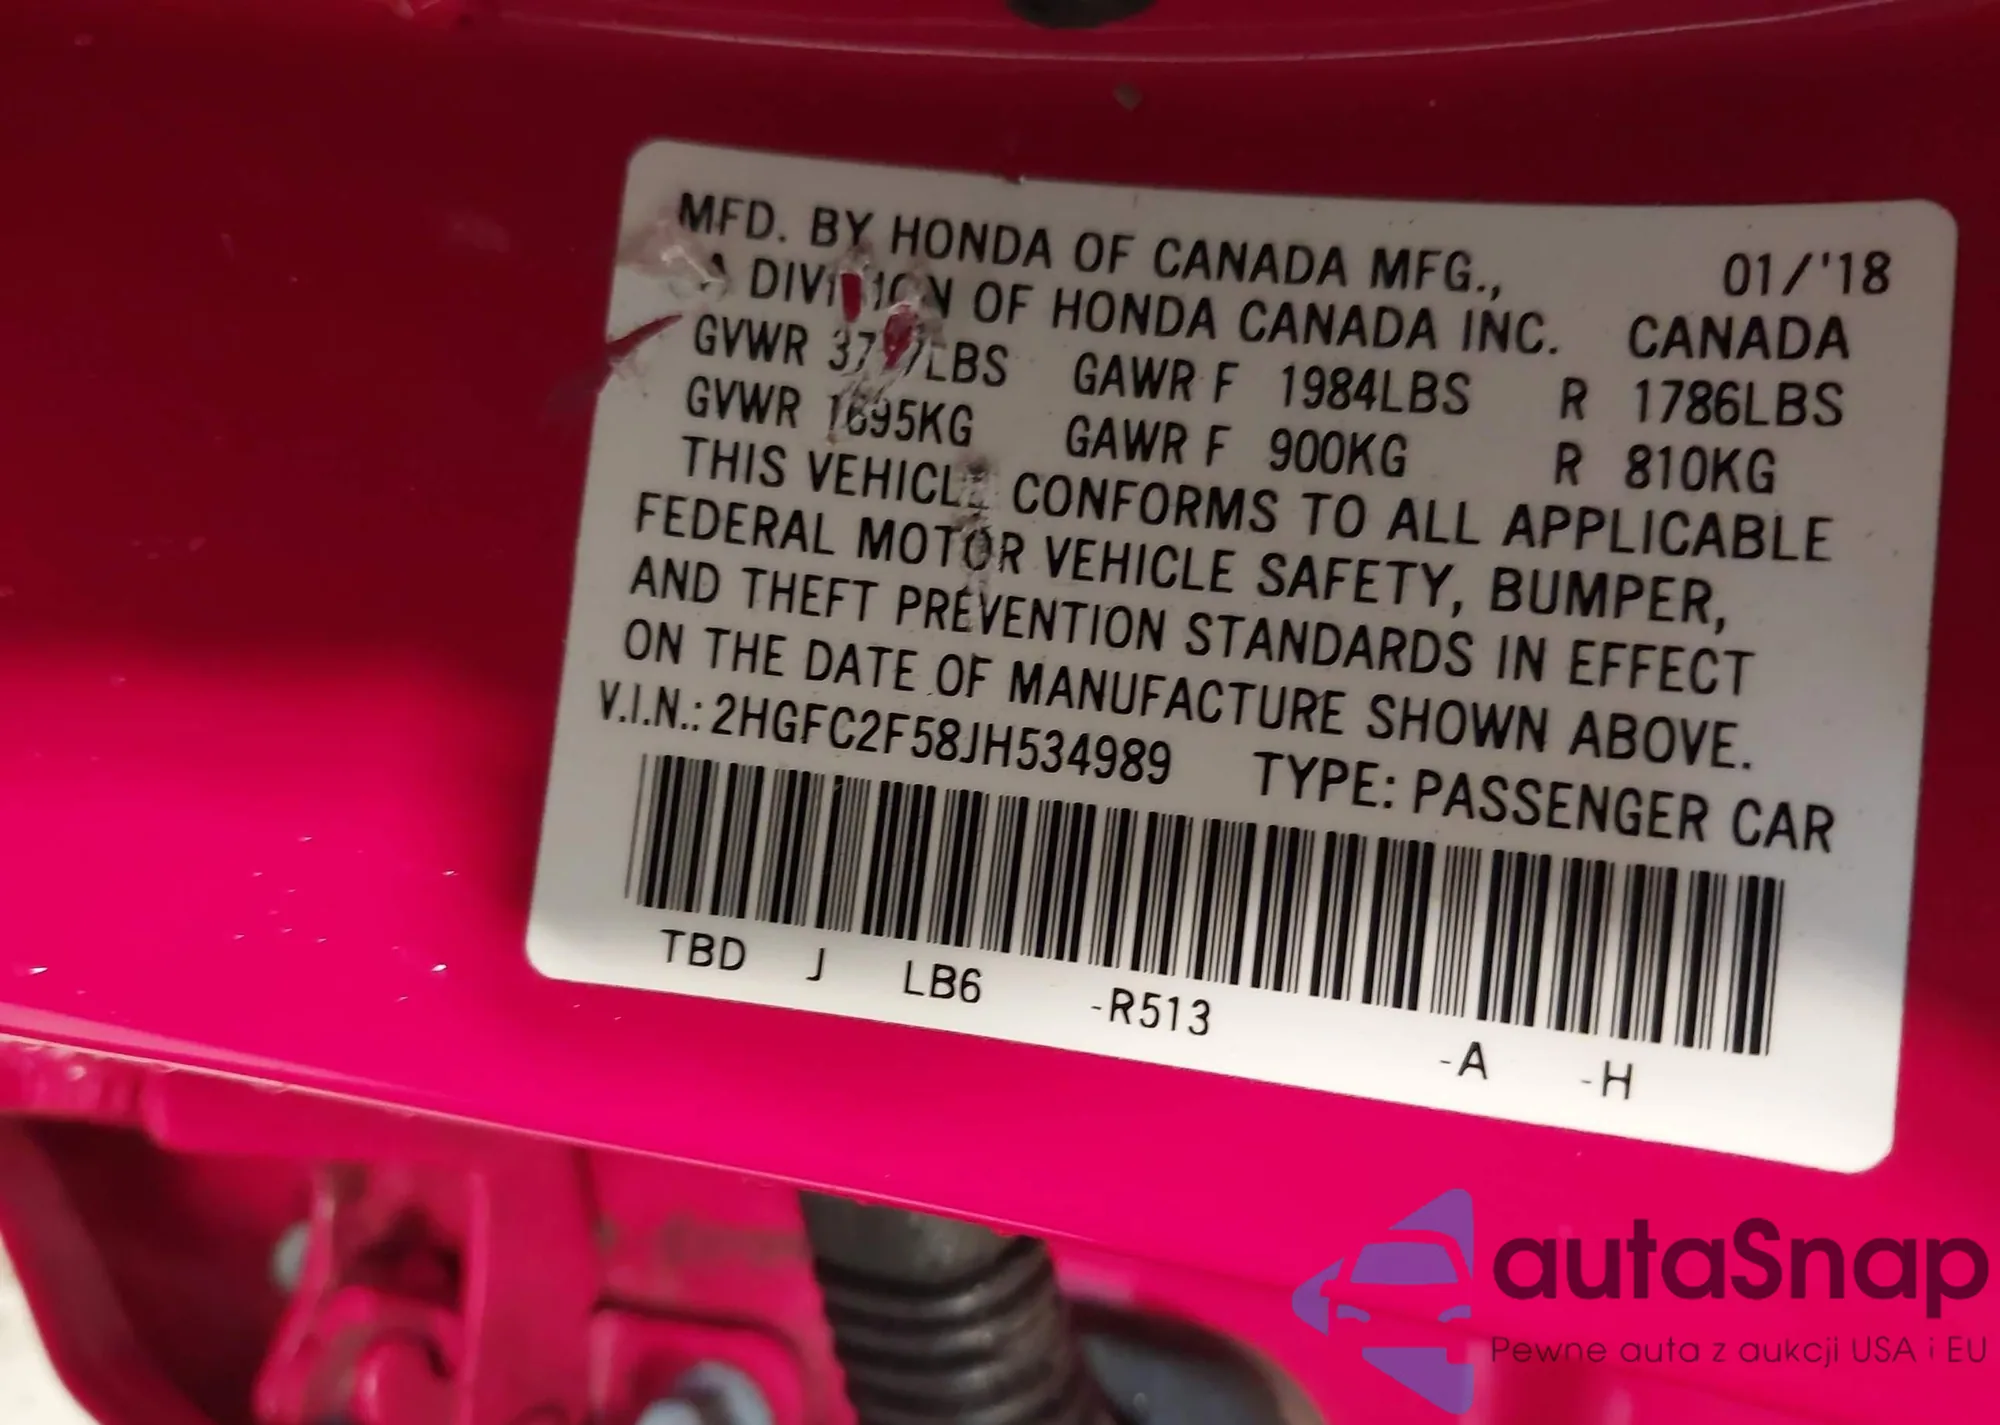 MFD. BY HONDA OF CANADA MFG., 01/'18
A DIVISION OF HONDA CANADA INC. CANADA
GVWR LBS GAWR F 1984LBS R 1786LBS
GVWR 1695KG GAWR F 900KG R 810KG
THIS VEHICLE CONFORMS TO ALL APPLICABLE
FEDERAL MOTOR VEHICLE SAFETY, BUMPER,
AND THEFT PREVENTION STANDARDS IN EFFECT
ON THE DATE OF MANUFACTURE SHOWN ABOVE.
V.I.N.: 2HGFC2F58JH534989 TYPE: PASSENGER CAR
TBD J LB6 -R513 -A -H
autaSnap
Pewne auta z aukcji USA i EU